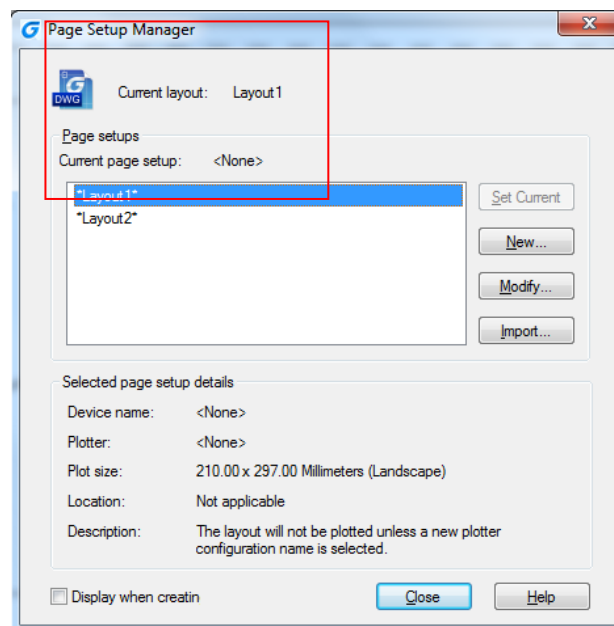 Page Setup Manager
DWG
Current layout: Layout1
Page setups
Current page setup: <None>
*Layout1*
*Layout2*
Set Current
New...
Modify...
Import...
Selected page setup details
Device name: <None>
Plotter: <None>
Plot size: 210.00 x 297.00 Millimeters (Landscape)
Location: Not applicable
Description: The layout will not be plotted unless a new plotter
configuration name is selected.
Display when creatin
Close
Help